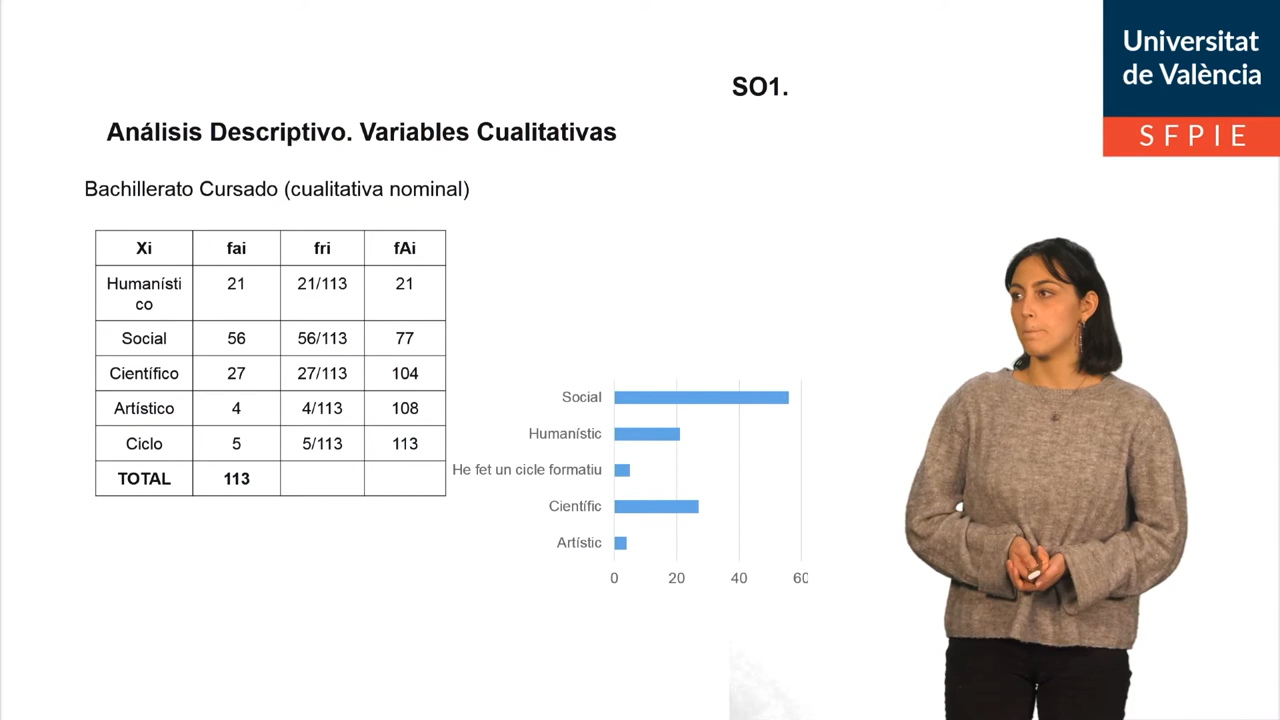 Universitat
de València
SFPIE
SO1.
Análisis Descriptivo. Variables Cualitativas
Bachillerato Cursado (cualitativa nominal)
Xi fai fri fAi
Humanísti
co 21 21/113 21
Social 56 56/113 77
Científico 27 27/113 104
Artístico 4 4/113 108
Ciclo 5 5/113 113
TOTAL 113
Social
Humanístic
He fet un cicle formatiu
Científic
Artístic
0 20 40 60